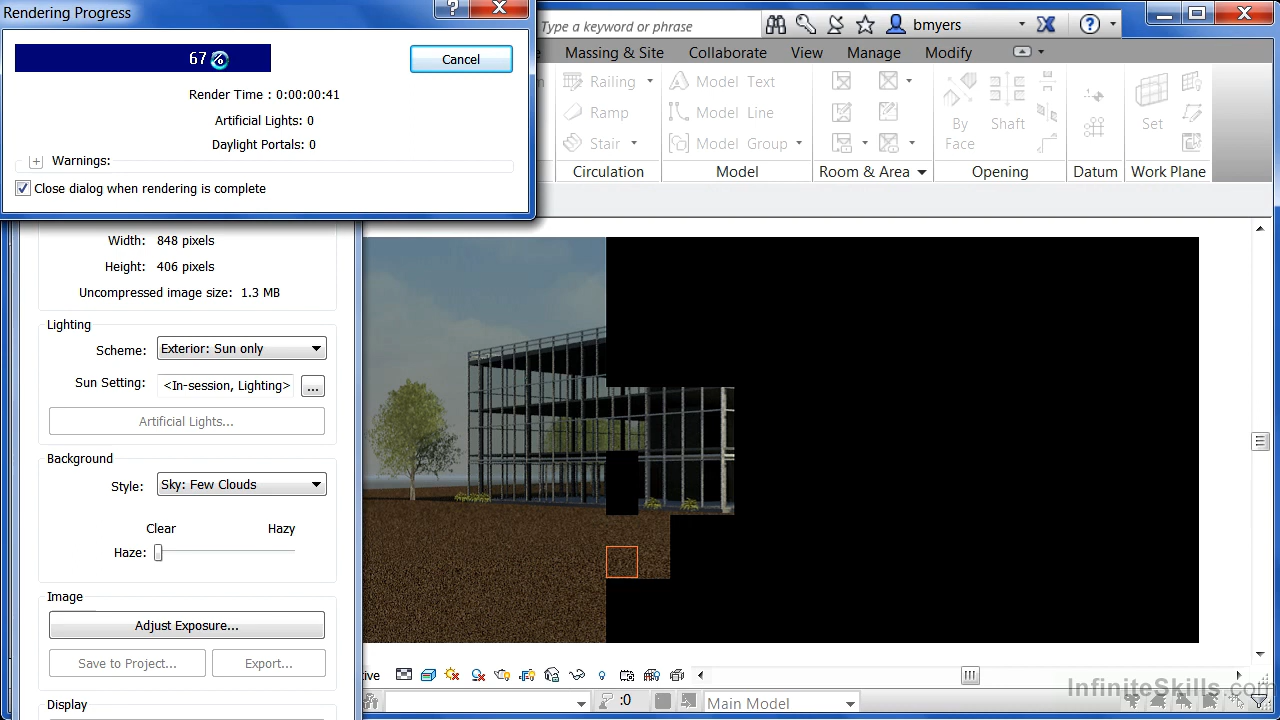 Rendering Progress
67 %
Cancel
Render Time : 0:00:00:41
Artificial Lights: 0
Daylight Portals: 0
Warnings:
Close dialog when rendering is complete
Type a keyword or phrase
bmyers
Massing & Site
Collaborate
View
Manage
Modify
Railing
Ramp
Stair
Circulation
Model Text
Model Line
Model Group
Model
Room & Area
By Face
Shaft
Opening
Datum
Set
Work Plane
Width: 848 pixels
Height: 406 pixels
Uncompressed image size: 1.3 MB
Lighting
Scheme: Exterior: Sun only
Sun Setting: <In-session, Lighting> ...
Artificial Lights...
Background
Style: Sky: Few Clouds
Clear Hazy
Haze:
Image
Adjust Exposure...
Save to Project... Export...
Display
:0
Main Model
InfiniteSkills.com